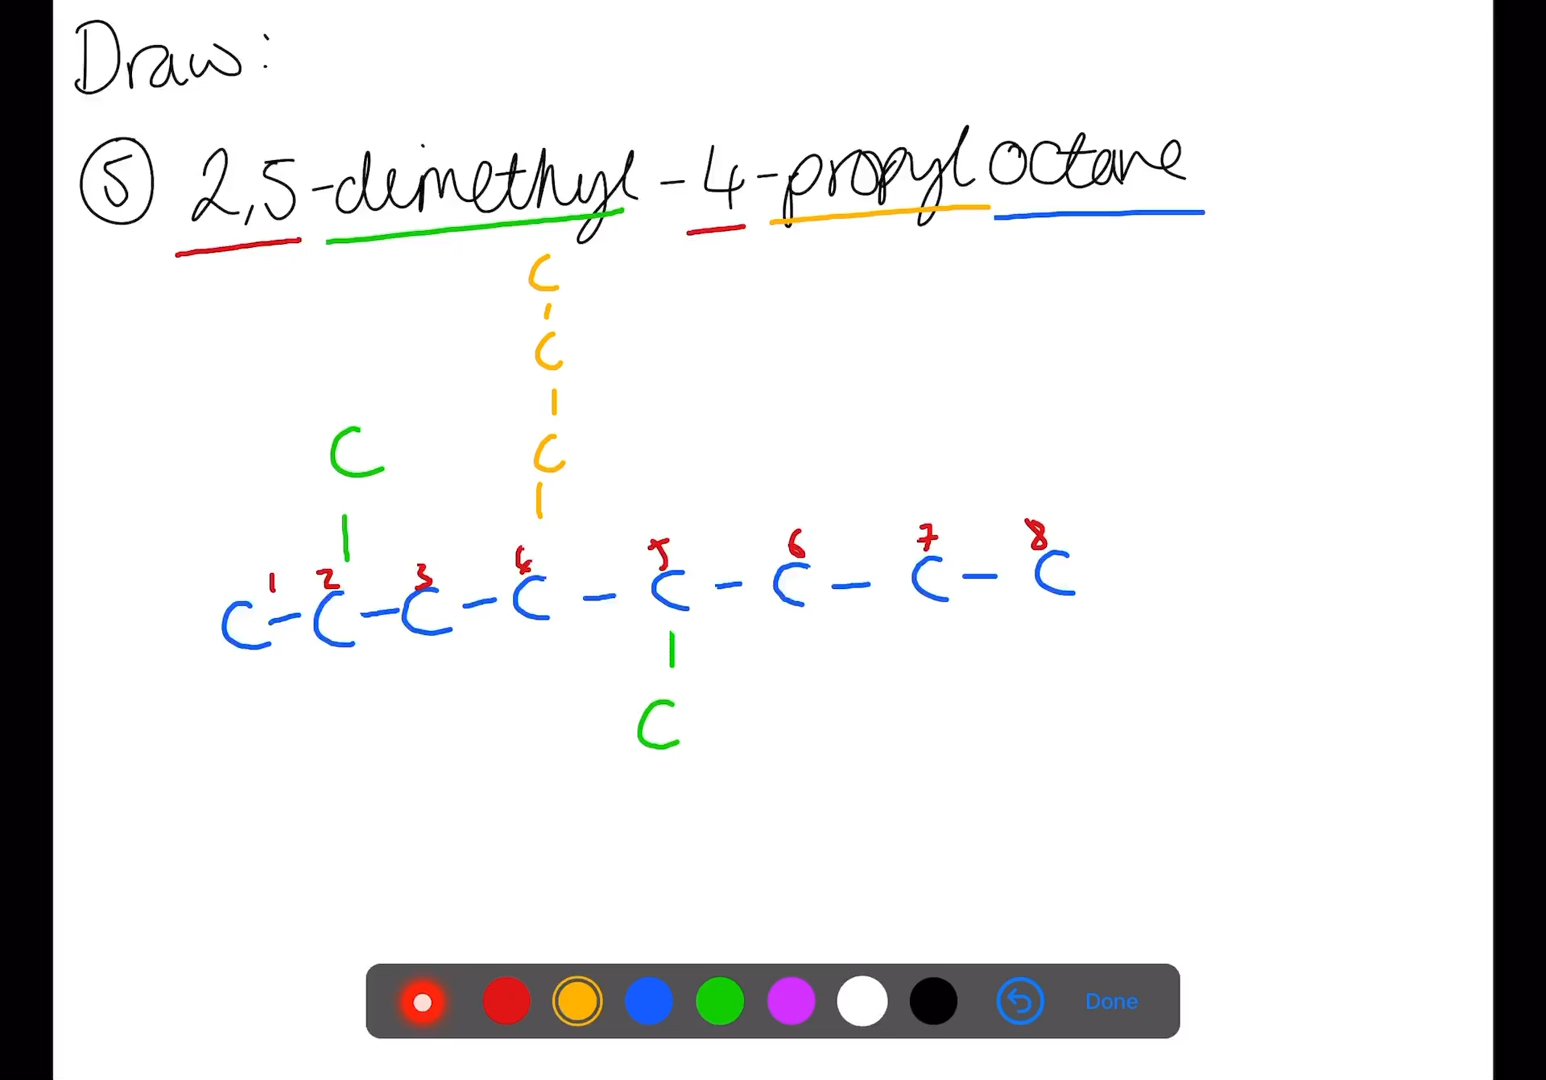 Draw:
⑤ 2,5-dimethyl-4-propyloctane
C
C
C C
1 2 3 4 5 6 7 8
C-C-C-C-C-C-C-C
C
Done